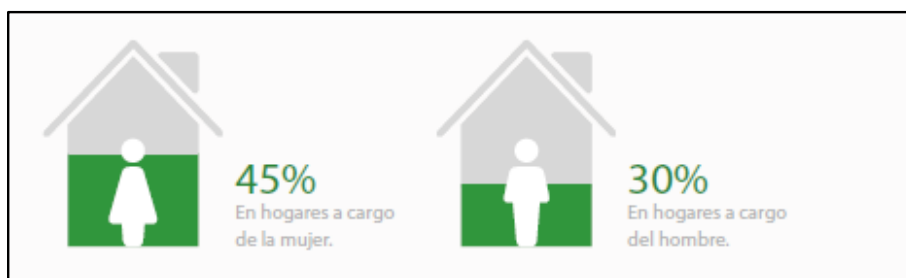 45%
En hogares a cargo
de la mujer.
30%
En hogares a cargo
del hombre.